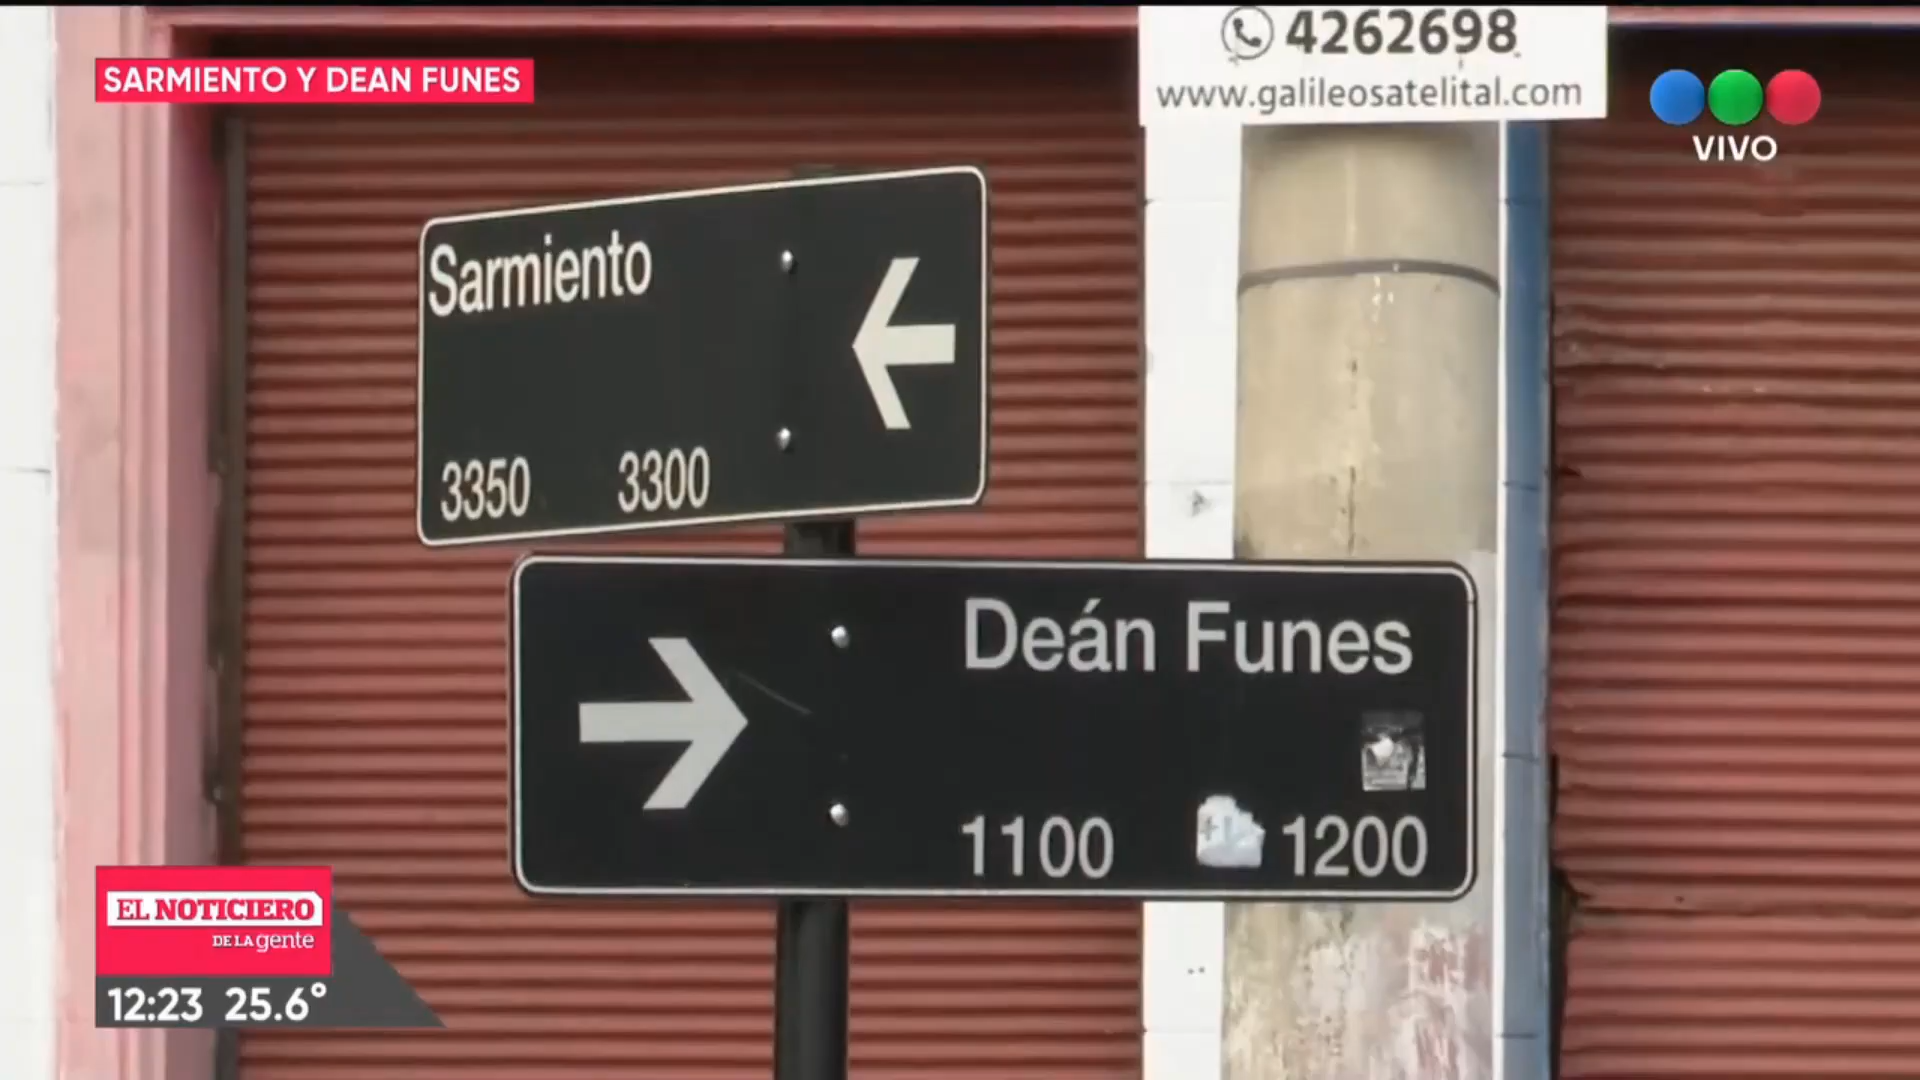 4262698
www.galileosatelital.com
SARMIENTO Y DEAN FUNES
VIVO
Sarmiento
3350 3300
Deán Funes
1100 1200
EL NOTICIERO
DE LA gente
12:23 25.6°